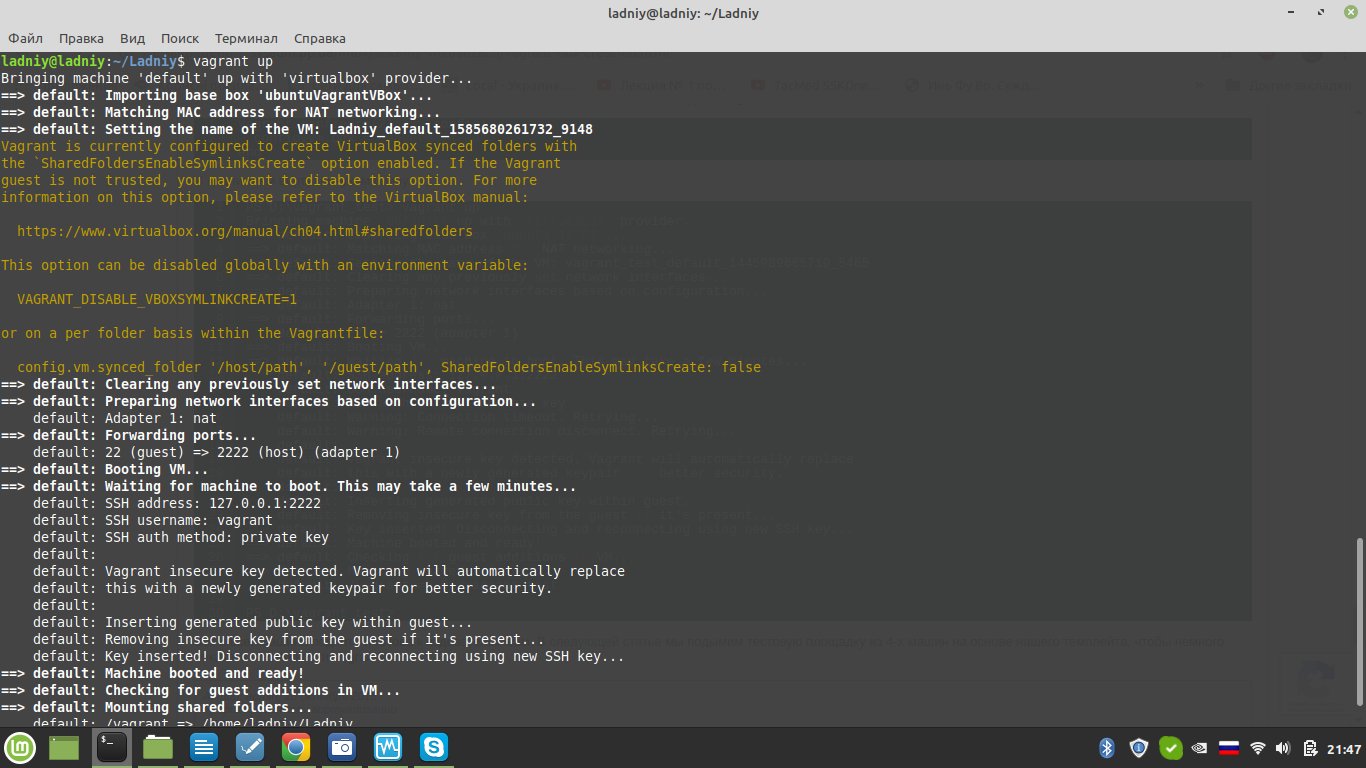 ladniy@ladniy: ~/Ladniy
Файл Правка Вид Поиск Терминал Справка
ladniy@ladniy:~/Ladniy$ vagrant up
Bringing machine 'default' up with 'virtualbox' provider...
==> default: Importing base box 'ubuntuVagrantVBox'...
==> default: Matching MAC address for NAT networking...
==> default: Setting the name of the VM: Ladniy_default_1585680261732_9148
Vagrant is currently configured to create VirtualBox synced folders with
the `SharedFoldersEnableSymlinksCreate` option enabled. If the Vagrant
guest is not trusted, you may want to disable this option. For more
information on this option, please refer to the VirtualBox manual:
https://www.virtualbox.org/manual/ch04.html#sharedfolders
This option can be disabled globally with an environment variable:
VAGRANT_DISABLE_VBOXSYMLINKCREATE=1
or on a per folder basis within the Vagrantfile:
config.vm.synced_folder '/host/path', '/guest/path', SharedFoldersEnableSymlinksCreate: false
==> default: Clearing any previously set network interfaces...
==> default: Preparing network interfaces based on configuration...
default: Adapter 1: nat
==> default: Forwarding ports...
default: 22 (guest) => 2222 (host) (adapter 1)
==> default: Booting VM...
==> default: Waiting for machine to boot. This may take a few minutes...
default: SSH address: 127.0.0.1:2222
default: SSH username: vagrant
default: SSH auth method: private key
default:
default: Vagrant insecure key detected. Vagrant will automatically replace
default: this with a newly generated keypair for better security.
default:
default: Inserting generated public key within guest...
default: Removing insecure key from the guest if it's present...
default: Key inserted! Disconnecting and reconnecting using new SSH key...
==> default: Machine booted and ready!
==> default: Checking for guest additions in VM...
==> default: Mounting shared folders...
default: /vagrant => /home/ladniy/Ladniy
21:47